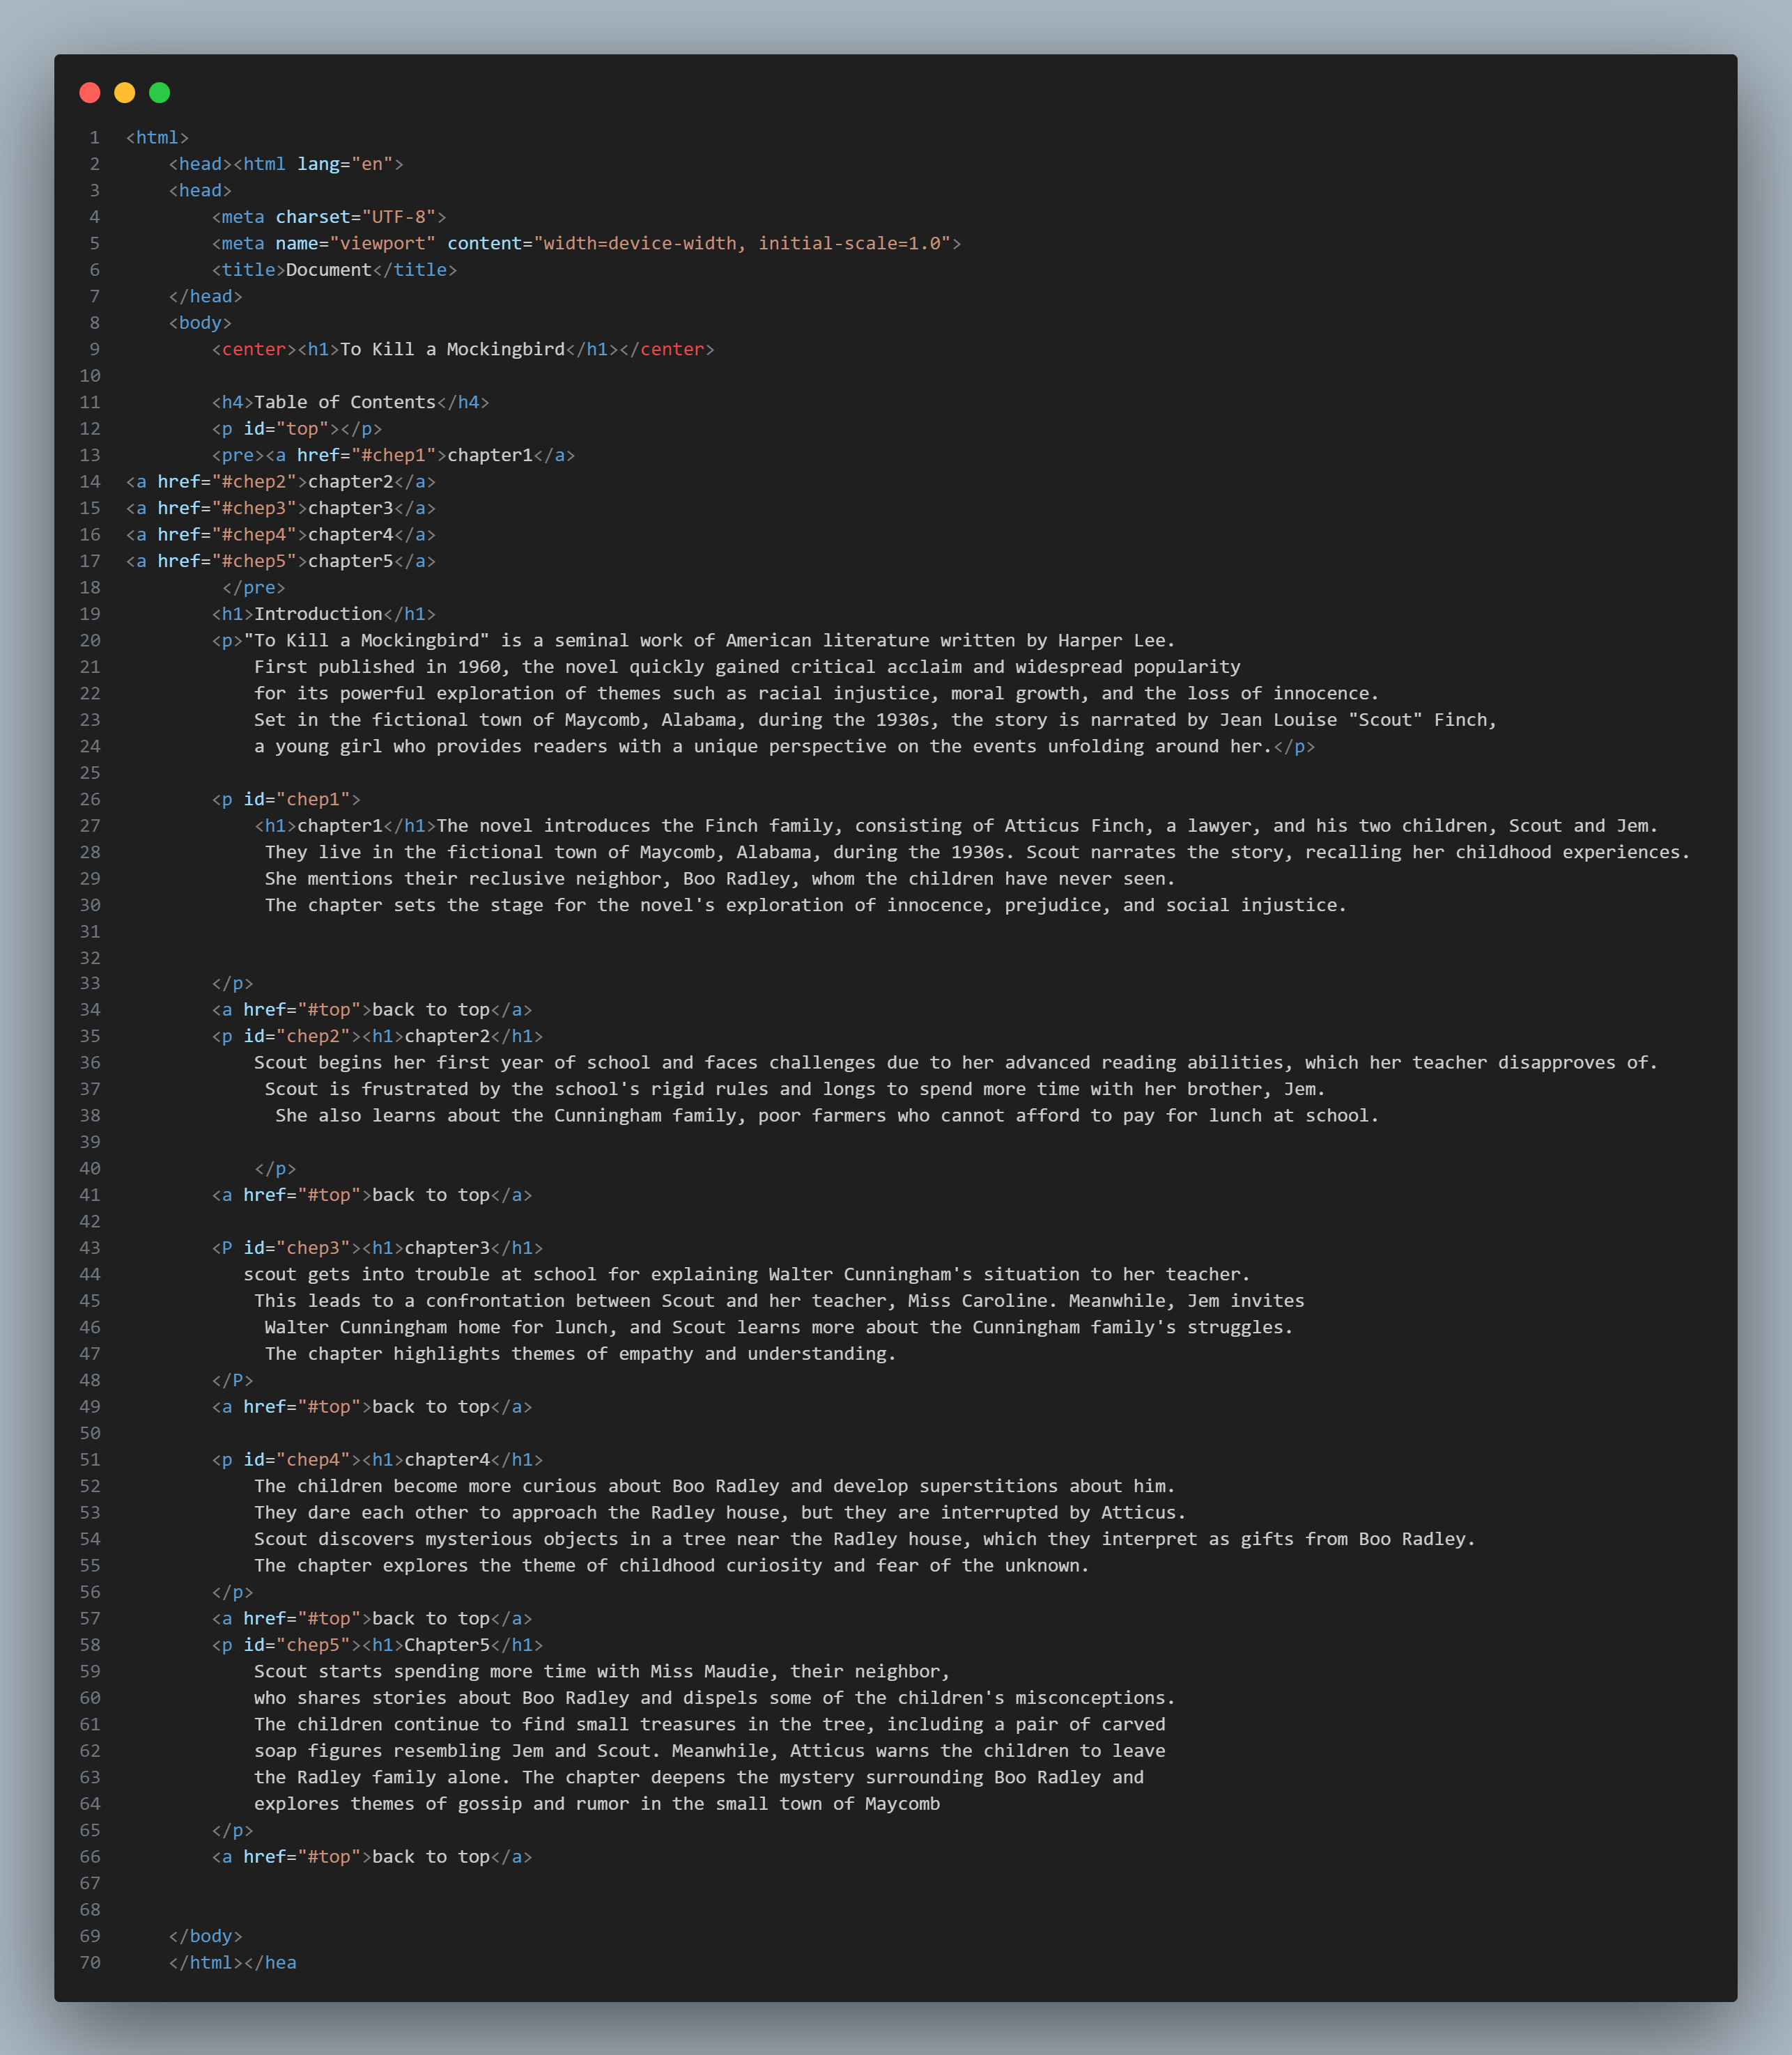 1 <html>
2     <head><html lang="en">
3     <head>
4         <meta charset="UTF-8">
5         <meta name="viewport" content="width=device-width, initial-scale=1.0">
6         <title>Document</title>
7     </head>
8     <body>
9         <center><h1>To Kill a Mockingbird</h1></center>
10
11         <h4>Table of Contents</h4>
12         <p id="top"></p>
13         <pre><a href="#chep1">chapter1</a>
14 <a href="#chep2">chapter2</a>
15 <a href="#chep3">chapter3</a>
16 <a href="#chep4">chapter4</a>
17 <a href="#chep5">chapter5</a>
18          </pre>
19         <h1>Introduction</h1>
20         <p>"To Kill a Mockingbird" is a seminal work of American literature written by Harper Lee.
21             First published in 1960, the novel quickly gained critical acclaim and widespread popularity
22             for its powerful exploration of themes such as racial injustice, moral growth, and the loss of innocence.
23             Set in the fictional town of Maycomb, Alabama, during the 1930s, the story is narrated by Jean Louise "Scout" Finch,
24             a young girl who provides readers with a unique perspective on the events unfolding around her.</p>
25
26         <p id="chep1">
27             <h1>chapter1</h1>The novel introduces the Finch family, consisting of Atticus Finch, a lawyer, and his two children, Scout and Jem.
28              They live in the fictional town of Maycomb, Alabama, during the 1930s. Scout narrates the story, recalling her childhood experiences.
29              She mentions their reclusive neighbor, Boo Radley, whom the children have never seen.
30              The chapter sets the stage for the novel's exploration of innocence, prejudice, and social injustice.
31
32
33         </p>
34         <a href="#top">back to top</a>
35         <p id="chep2"><h1>chapter2</h1>
36             Scout begins her first year of school and faces challenges due to her advanced reading abilities, which her teacher disapproves of.
37              Scout is frustrated by the school's rigid rules and longs to spend more time with her brother, Jem.
38               She also learns about the Cunningham family, poor farmers who cannot afford to pay for lunch at school.
39
40             </p>
41         <a href="#top">back to top</a>
42
43         <P id="chep3"><h1>chapter3</h1>
44            scout gets into trouble at school for explaining Walter Cunningham's situation to her teacher.
45             This leads to a confrontation between Scout and her teacher, Miss Caroline. Meanwhile, Jem invites
46              Walter Cunningham home for lunch, and Scout learns more about the Cunningham family's struggles.
47              The chapter highlights themes of empathy and understanding.
48         </P>
49         <a href="#top">back to top</a>
50
51         <p id="chep4"><h1>chapter4</h1>
52             The children become more curious about Boo Radley and develop superstitions about him.
53             They dare each other to approach the Radley house, but they are interrupted by Atticus.
54             Scout discovers mysterious objects in a tree near the Radley house, which they interpret as gifts from Boo Radley.
55             The chapter explores the theme of childhood curiosity and fear of the unknown.
56         </p>
57         <a href="#top">back to top</a>
58         <p id="chep5"><h1>Chapter5</h1>
59             Scout starts spending more time with Miss Maudie, their neighbor,
60             who shares stories about Boo Radley and dispels some of the children's misconceptions.
61             The children continue to find small treasures in the tree, including a pair of carved
62             soap figures resembling Jem and Scout. Meanwhile, Atticus warns the children to leave
63             the Radley family alone. The chapter deepens the mystery surrounding Boo Radley and
64             explores themes of gossip and rumor in the small town of Maycomb
65         </p>
66         <a href="#top">back to top</a>
67
68
69     </body>
70     </html></hea